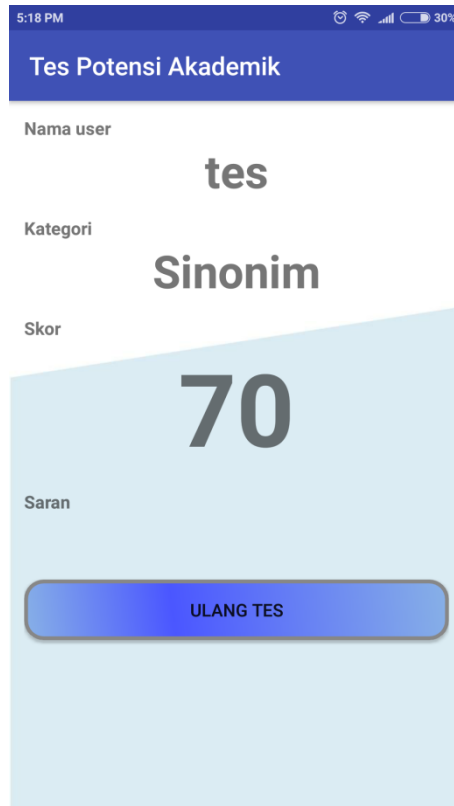 5:18 PM 30%
Tes Potensi Akademik
Nama user
tes
Kategori
Sinonim
Skor
70
Saran
ULANG TES